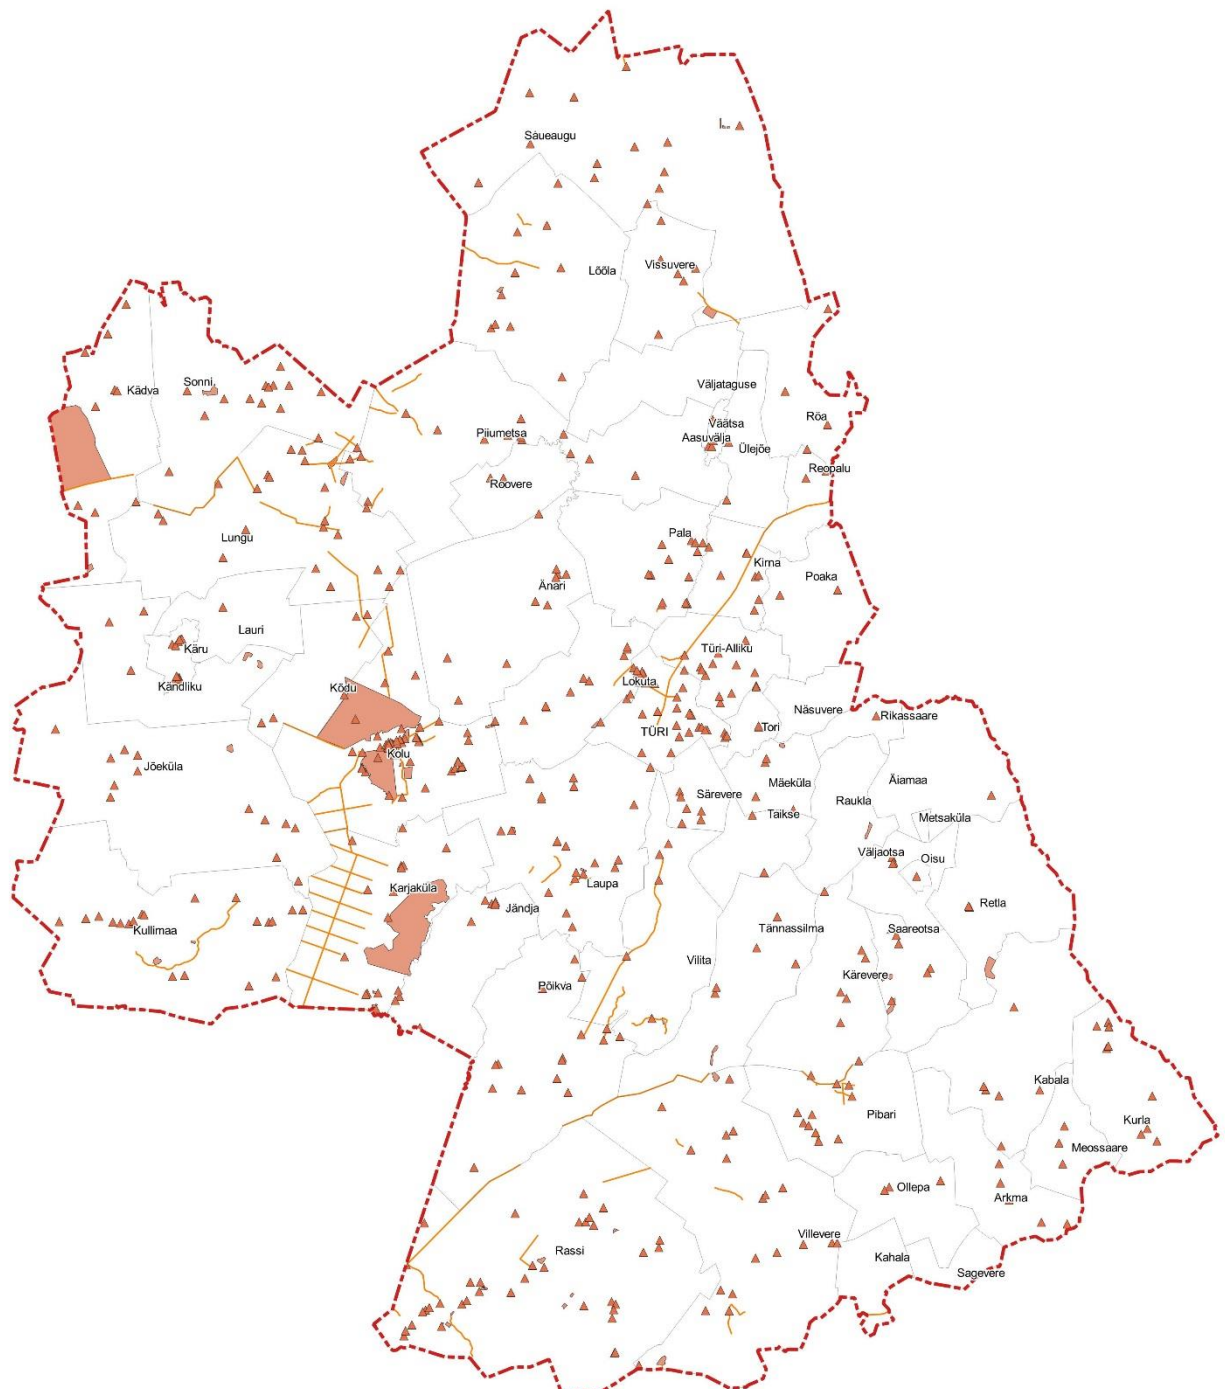 Saueaugu
Lõõla
Vissuvere
Väljataguse
Kädva
Sonni
Röa
Väätsa
Piiumetsa
Aasuvälja
Ülejõe
Reopalu
Roovere
Pala
Lungu
Kirna
Poaka
Änari
Lauri
Käru
Türi-Alliku
Kändliku
Lokuta
Kõdu
Näsuvere
Rikassaare
TÜRI
Tori
Kolu
Jõeküla
Äiamaa
Mäeküla
Särevere
Raukla
Taikse
Metsaküla
Väljaotsa
Oisu
Karjaküla
Laupa
Jändja
Retla
Kullimaa
Tännassilma
Saareotsa
Vilita
Kärevere
Põikva
Kabala
Pibari
Kurla
Meossaare
Ollepa
Arkma
Villevere
Rassi
Kahala
Sagevere